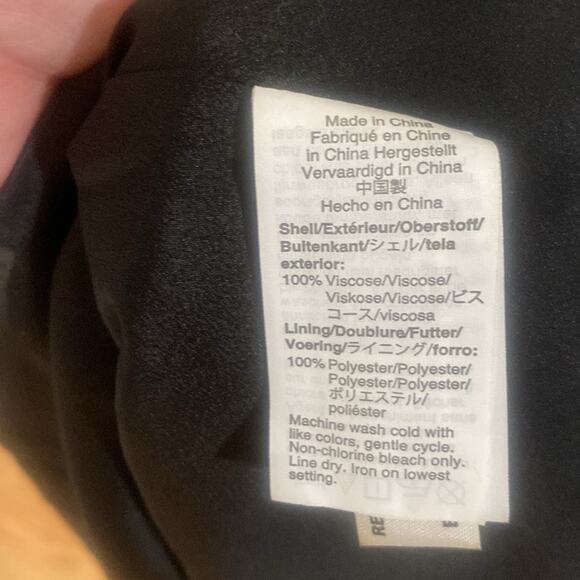 Made in China
Fabriqué en Chine
in China Hergestellt
Vervaardigd in China
中国製
Hecho en China
Shell/Extérieur/Oberstoff/
Buitenkant/シェル/tela
exterior:
100% Viscose/Viscose/
Viskose/Viscose/ビス
コース/viscosa
Lining/Doublure/Futter/
Voering/ライニング/forro:
100% Polyester/Polyester/
Polyester/Polyester/
ポリエステル/
poliéster
Machine wash cold with
like colors, gentle cycle.
Non-chlorine bleach only.
Line dry. Iron on lowest
setting.
RE